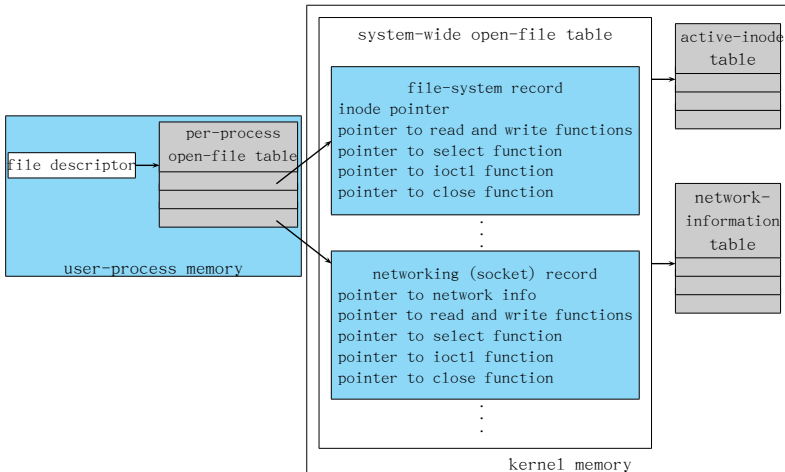 system-wide open-file table
file-system record
inode pointer
pointer to read and write functions
pointer to select function
pointer to ioctl function
pointer to close function
networking (socket) record
pointer to network info
pointer to read and write functions
pointer to select function
pointer to ioctl function
pointer to close function
kernel memory
active-inode
table
network-
information
table
per-process
open-file table
file descriptor
user-process memory